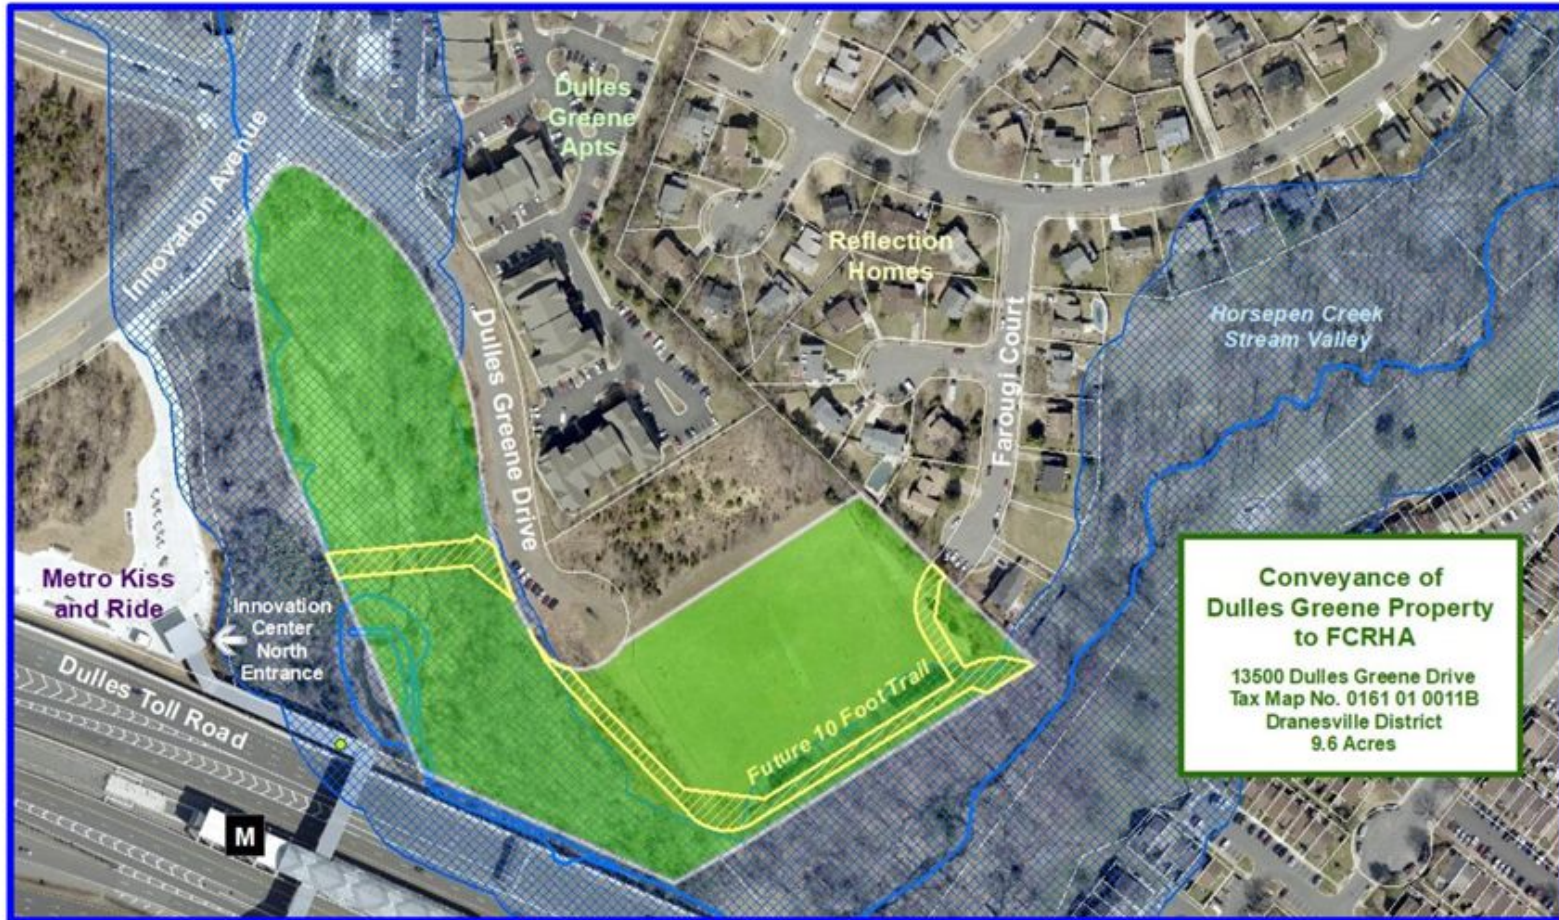 Dulles
Greene
Apts.
Innovation Avenue
Reflection
Homes
Horsepen Creek
Stream Valley
Dulles Greene Drive
Farougi Court
Metro Kiss
and Ride
Innovation
Center
North
Entrance
Dulles Toll Road
Future 10 Foot Trail
M
Conveyance of
Dulles Greene Property
to FCRHA
13500 Dulles Greene Drive
Tax Map No. 0161 01 0011B
Dranesville District
9.6 Acres